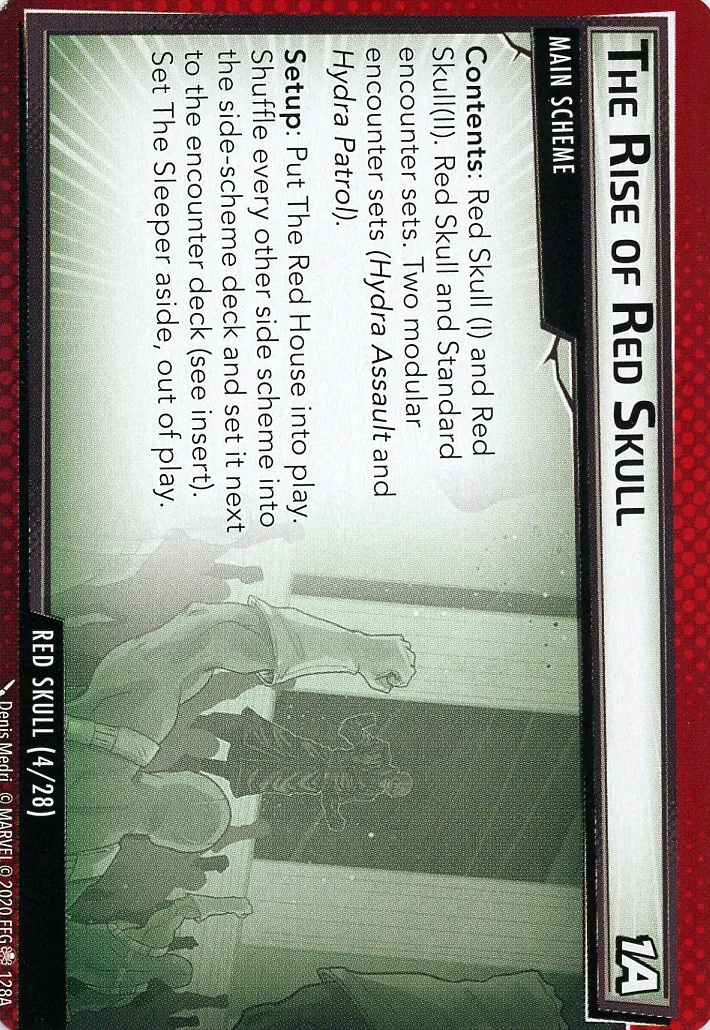 THE RISE OF RED SKULL
1A
MAIN SCHEME
Contents: Red Skull (I) and Red
Skull(II). Red Skull and Standard
encounter sets. Two modular
encounter sets (Hydra Assault and
Hydra Patrol).
Setup: Put The Red House into play.
Shuffle every other side scheme into
the side-scheme deck and set it next
to the encounter deck (see insert).
Set The Sleeper aside, out of play.
RED SKULL (4/28)
Denis Medri © MARVEL © 2020 FFG 128A